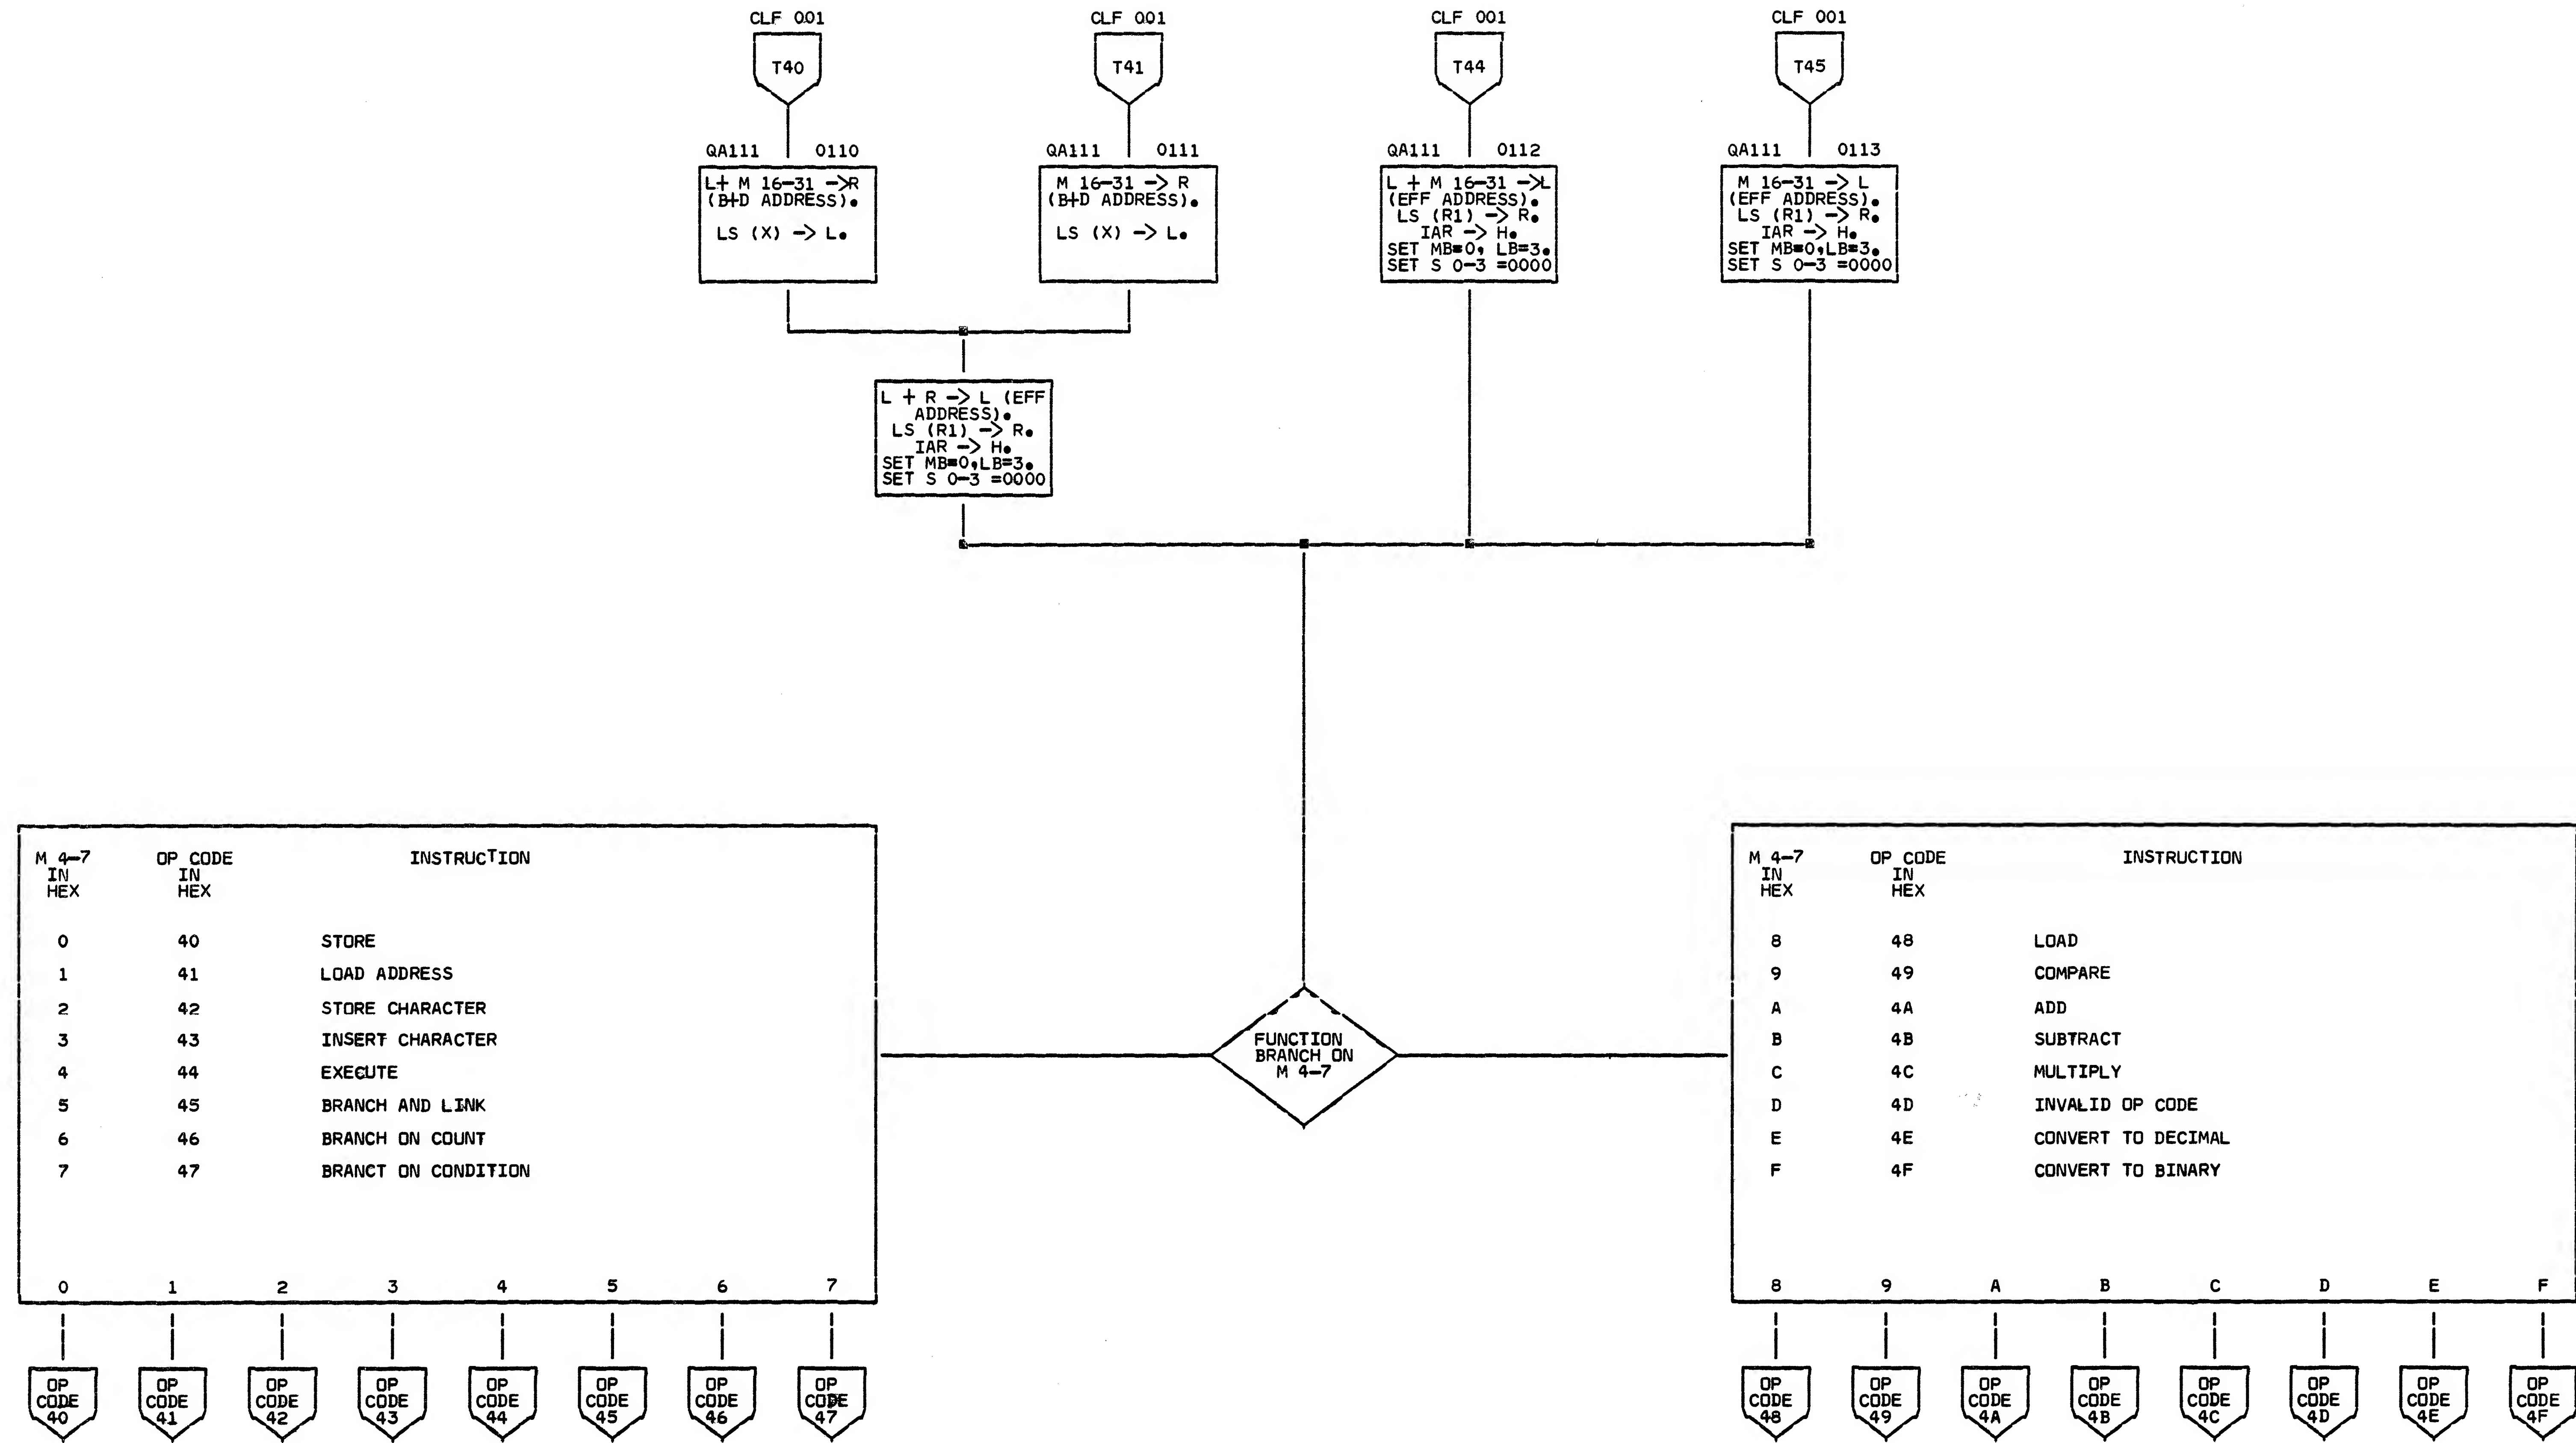 CLF 001 CLF 001 CLF 001 CLF 001
T40 T41 T44 T45
QA111 0110
L+ M 16-31 ->R
(B+D ADDRESS).
LS (X) -> L.
QA111 0111
M 16-31 -> R
(B+D ADDRESS).
LS (X) -> L.
QA111 0112
L + M 16-31 ->L
(EFF ADDRESS).
LS (R1) -> R.
IAR -> H.
SET MB=0, LB=3.
SET S 0-3 =0000
QA111 0113
M 16-31 -> L
(EFF ADDRESS).
LS (R1) -> R.
IAR -> H.
SET MB=0,LB=3.
SET S 0-3 =0000
L + R -> L (EFF
ADDRESS).
LS (R1) -> R.
IAR -> H.
SET MB=0,LB=3.
SET S 0-3 =0000
M 4-7 OP CODE INSTRUCTION
IN IN
HEX HEX
0 40 STORE
1 41 LOAD ADDRESS
2 42 STORE CHARACTER
3 43 INSERT CHARACTER
4 44 EXECUTE
5 45 BRANCH AND LINK
6 46 BRANCH ON COUNT
7 47 BRANCT ON CONDITION
0 1 2 3 4 5 6 7
FUNCTION
BRANCH ON
M 4-7
M 4-7 OP CODE INSTRUCTION
IN IN
HEX HEX
8 48 LOAD
9 49 COMPARE
A 4A ADD
B 4B SUBTRACT
C 4C MULTIPLY
D 4D INVALID OP CODE
E 4E CONVERT TO DECIMAL
F 4F CONVERT TO BINARY
8 9 A B C D E F
OP OP OP OP OP OP OP OP
CODE CODE CODE CODE CODE CODE CODE CODE
40 41 42 43 44 45 46 47
OP OP OP OP OP OP OP OP
CODE CODE CODE CODE CODE CODE CODE CODE
48 49 4A 4B 4C 4D 4E 4F